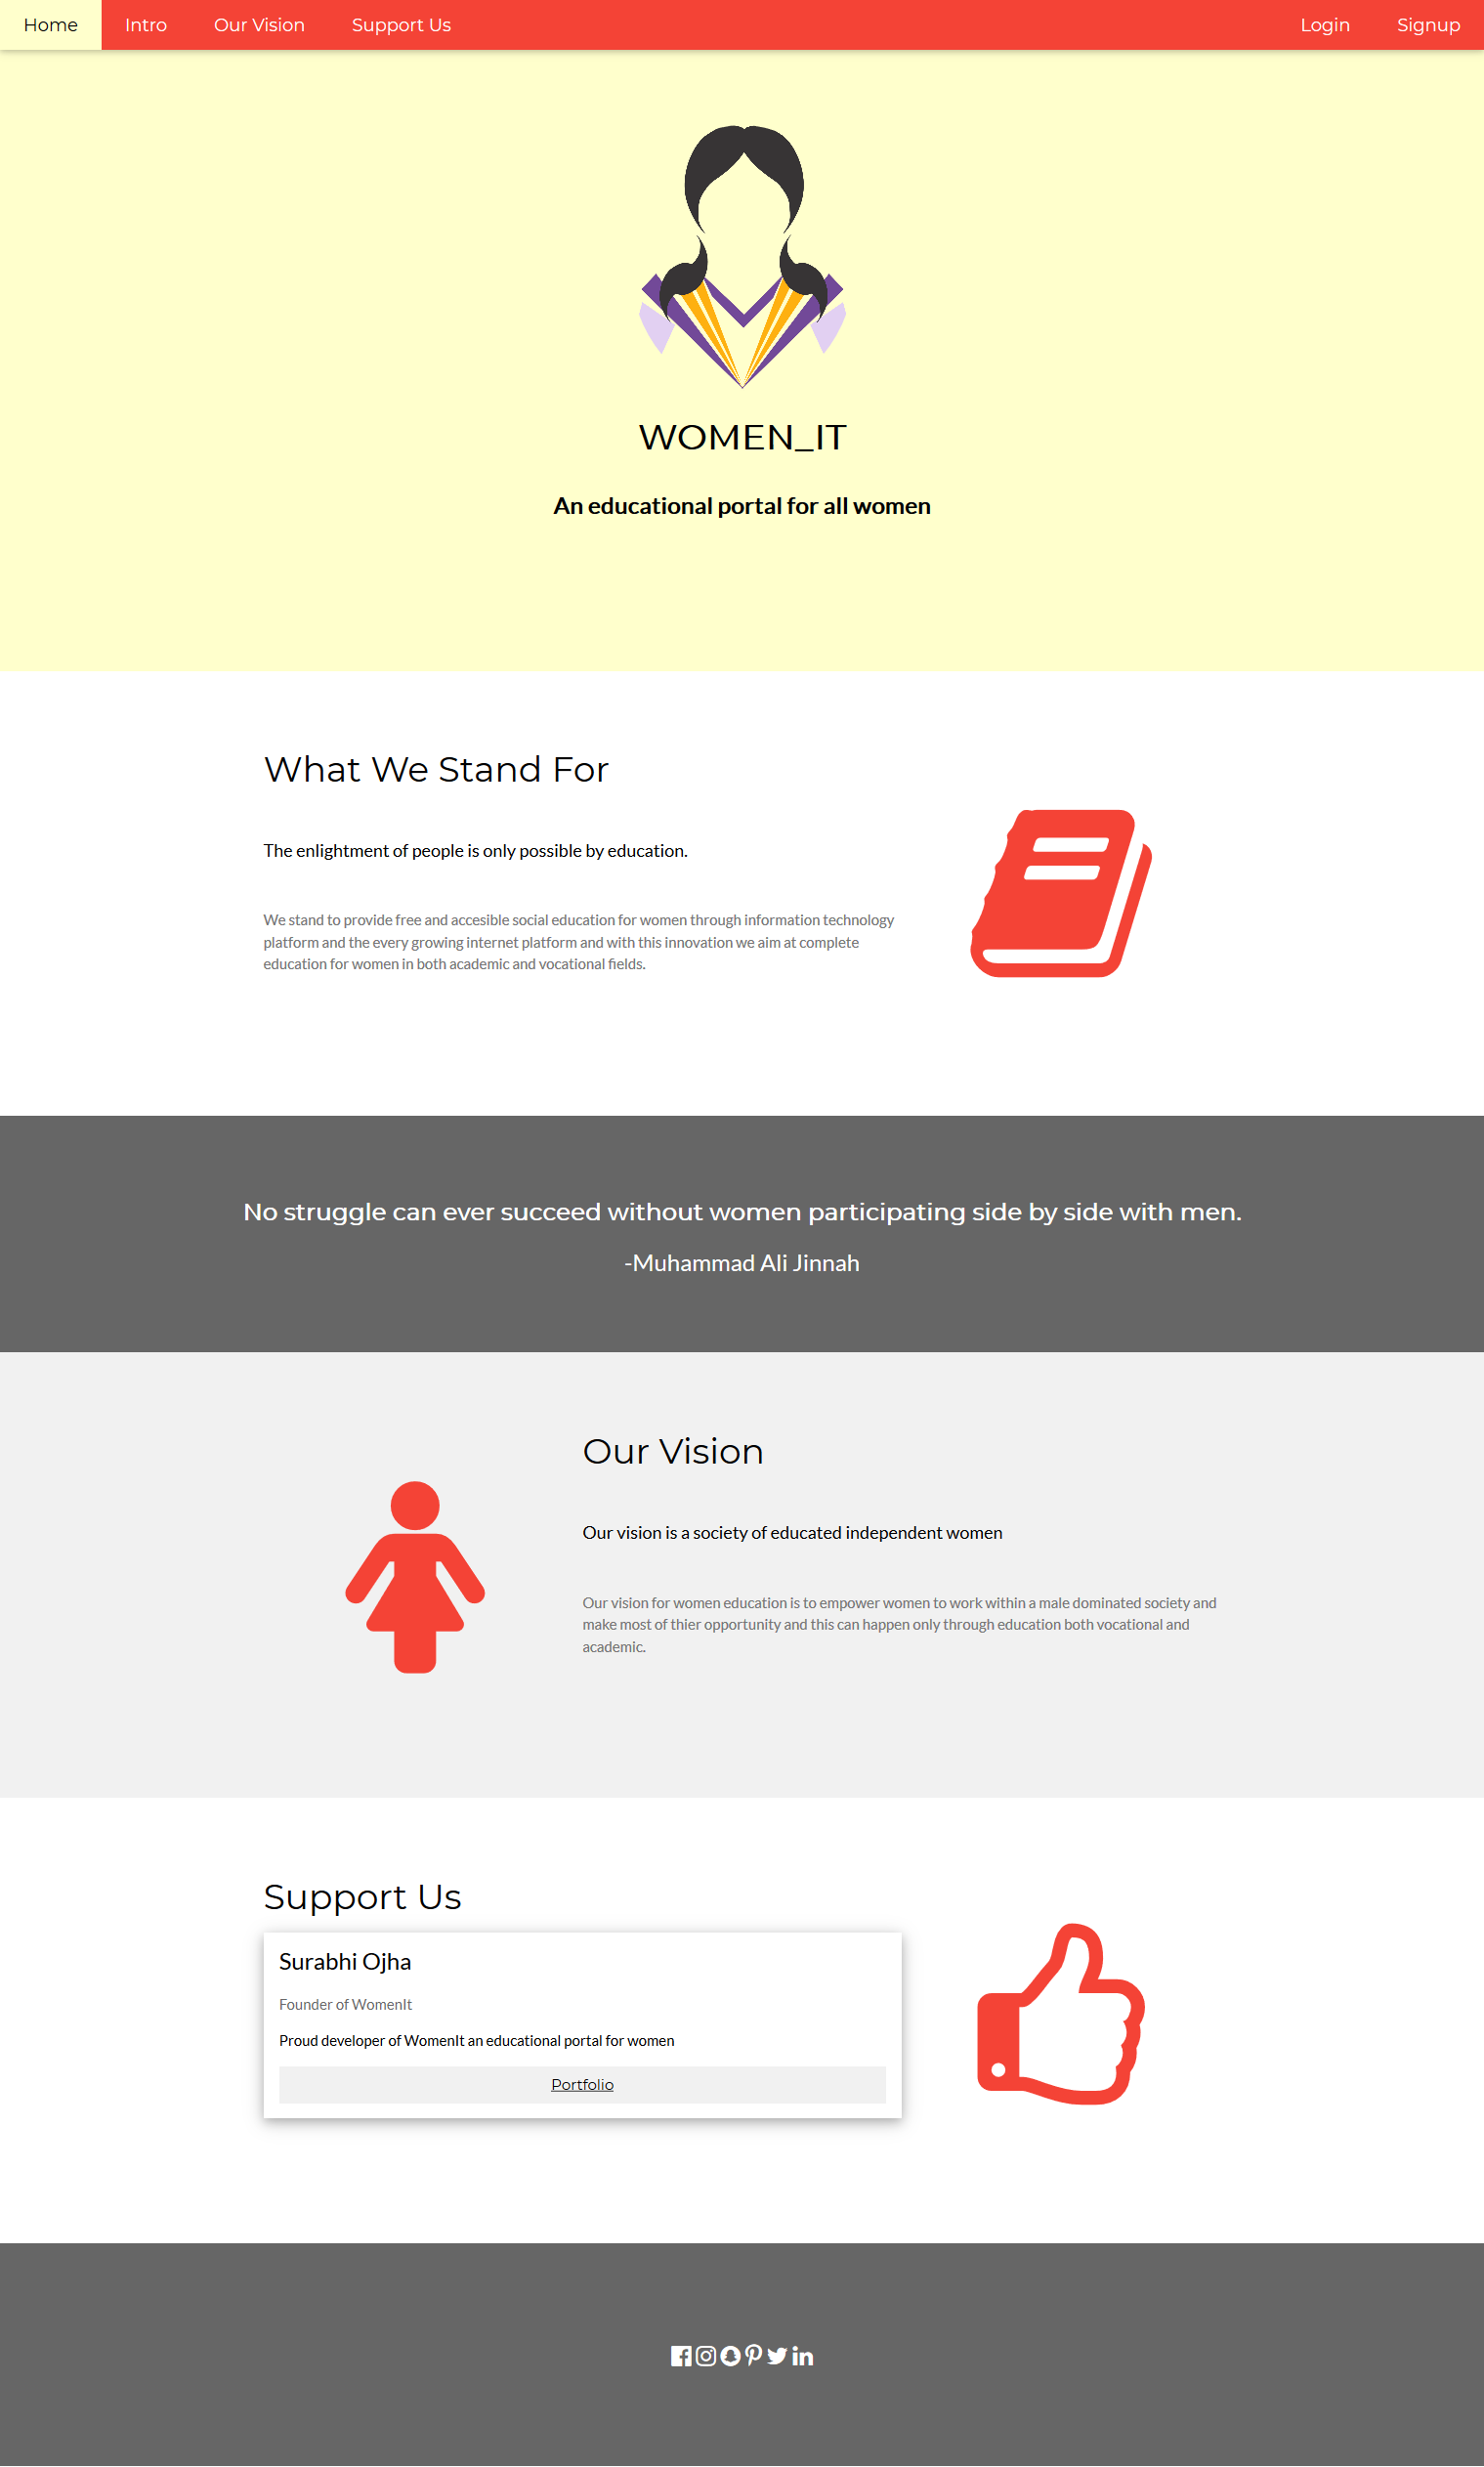 Home Intro Our Vision Support Us Login Signup
WOMEN_IT
An educational portal for all women
What We Stand For
The enlightment of people is only possible by education.
We stand to provide free and accesible social education for women through information technology
platform and the every growing internet platform and with this innovation we aim at complete
education for women in both academic and vocational fields.
No struggle can ever succeed without women participating side by side with men.
-Muhammad Ali Jinnah
Our Vision
Our vision is a society of educated independent women
Our vision for women education is to empower women to work within a male dominated society and
make most of thier opportunity and this can happen only through education both vocational and
academic.
Support Us
Surabhi Ojha
Founder of WomenIt
Proud developer of WomenIt an educational portal for women
Portfolio